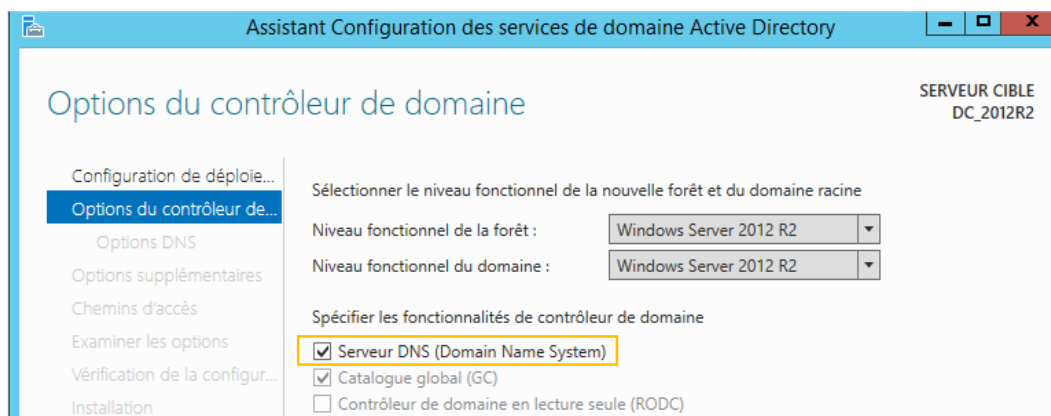 Assistant Configuration des services de domaine Active Directory
Options du contrôleur de domaine
SERVEUR CIBLE
DC_2012R2
Configuration de déploie...
Options du contrôleur de...
Options DNS
Options supplémentaires
Chemins d'accès
Examiner les options
Vérification de la configur...
Installation
Sélectionner le niveau fonctionnel de la nouvelle forêt et du domaine racine
Niveau fonctionnel de la forêt : Windows Server 2012 R2
Niveau fonctionnel du domaine : Windows Server 2012 R2
Spécifier les fonctionnalités de contrôleur de domaine
Serveur DNS (Domain Name System)
Catalogue global (GC)
Contrôleur de domaine en lecture seule (RODC)